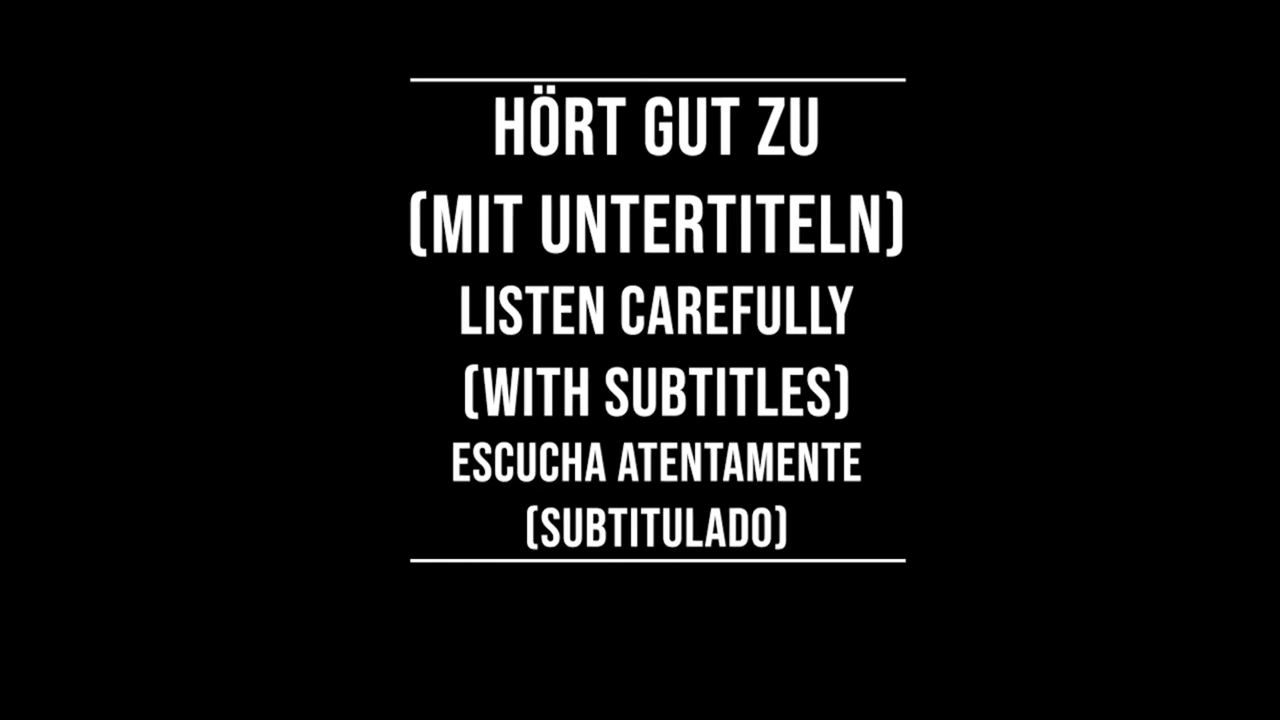 HÖRT GUT ZU
(MIT UNTERTITELN)
LISTEN CAREFULLY
(WITH SUBTITLES)
ESCUCHA ATENTAMENTE
(SUBTITULADO)